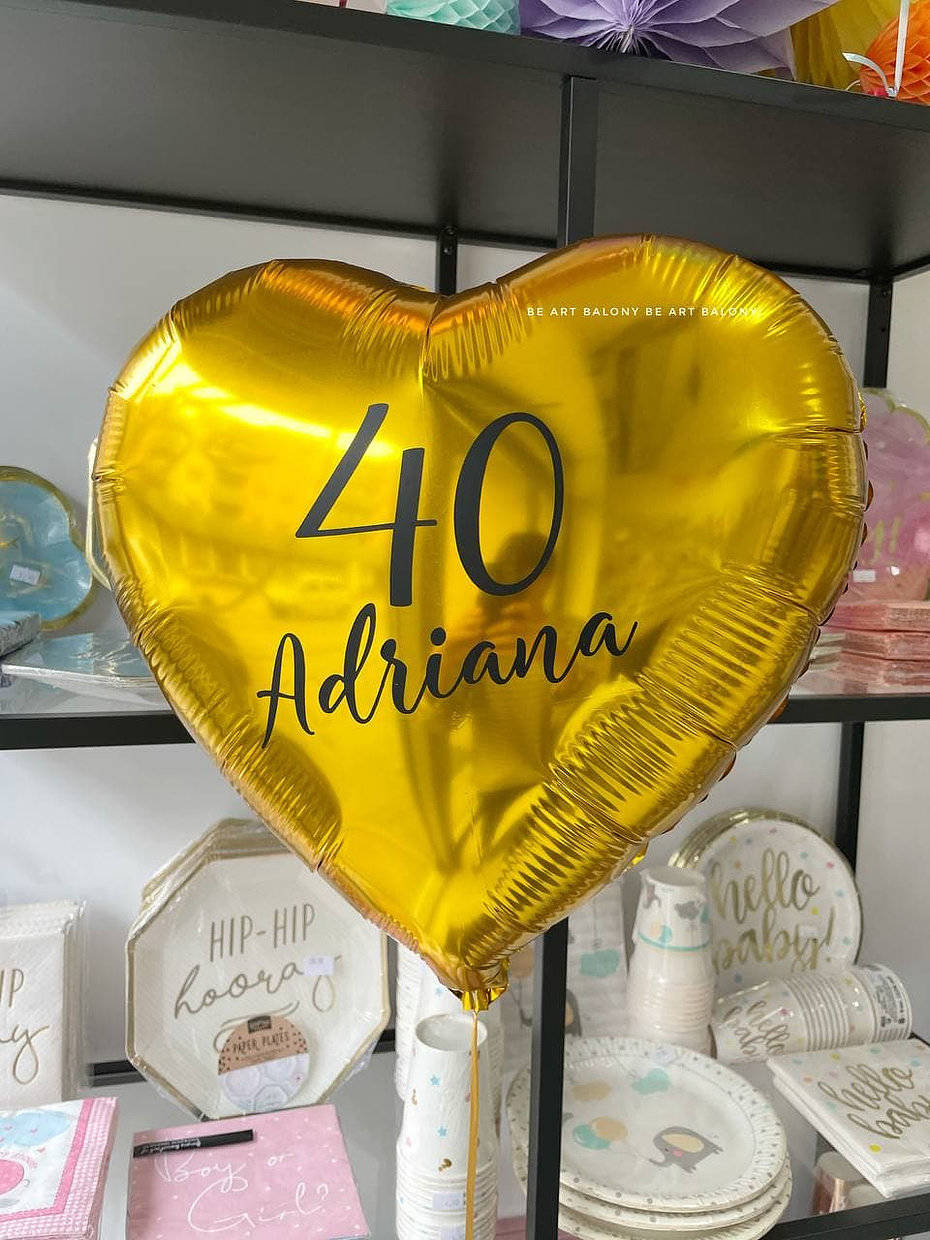 BE ART BALONY BE ART BALONY
40
Adriana
HIP-HIP
hooray
PAPER PLATES
hello
baby!
hello
baby
hello
baby
Boy or
Girl?